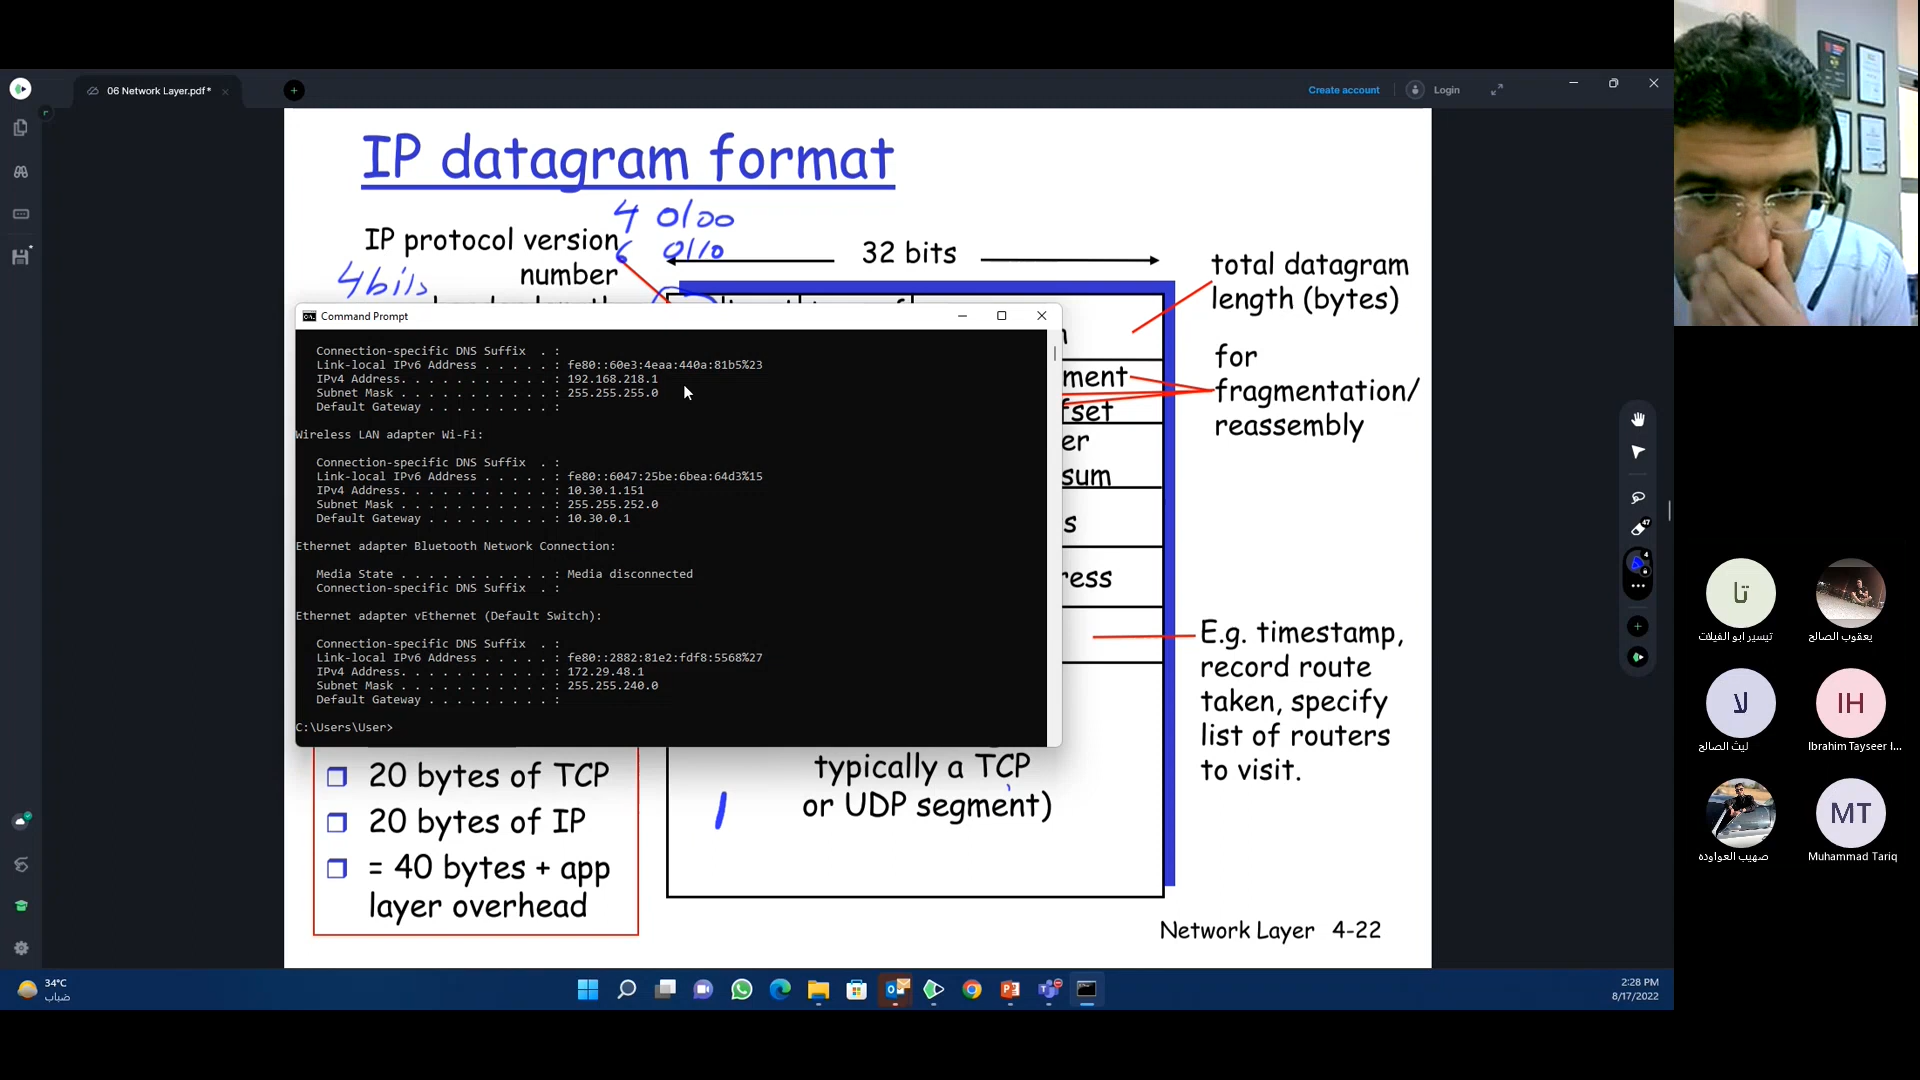 06 Network Layer.pdf*
Create account
Login
IP datagram format
4 0100
6 0110
IP protocol version
number
4 bits
32 bits
total datagram
length (bytes)
for
fragmentation/
reassembly
Command Prompt
Connection-specific DNS Suffix . :
Link-local IPv6 Address . . . . . : fe80::60e3:4eaa:440a:81b5%23
IPv4 Address. . . . . . . . . . . : 192.168.218.1
Subnet Mask . . . . . . . . . . . : 255.255.255.0
Default Gateway . . . . . . . . . :
Wireless LAN adapter Wi-Fi:
Connection-specific DNS Suffix . :
Link-local IPv6 Address . . . . . : fe80::6047:25be:6bea:64d3%15
IPv4 Address. . . . . . . . . . . : 10.30.1.151
Subnet Mask . . . . . . . . . . . : 255.255.252.0
Default Gateway . . . . . . . . . : 10.30.0.1
Ethernet adapter Bluetooth Network Connection:
Media State . . . . . . . . . . . : Media disconnected
Connection-specific DNS Suffix . :
Ethernet adapter vEthernet (Default Switch):
Connection-specific DNS Suffix . :
Link-local IPv6 Address . . . . . : fe80::2882:81e2:fdf8:5568%27
IPv4 Address. . . . . . . . . . . : 172.29.48.1
Subnet Mask . . . . . . . . . . . : 255.255.240.0
Default Gateway . . . . . . . . . :
C:\Users\User>
ment
fset
er
sum
s
ress
E.g. timestamp,
record route
taken, specify
list of routers
to visit.
20 bytes of TCP
20 bytes of IP
= 40 bytes + app
layer overhead
typically a TCP
or UDP segment)
Network Layer 4-22
47
4
تا
تيسير ابو الفيلات
يعقوب الصالح
لا
ليث الصالح
IH
Ibrahim Tayseer I...
صهيب العواوده
MT
Muhammad Tariq
34°C
ضباب
2:28 PM
8/17/2022